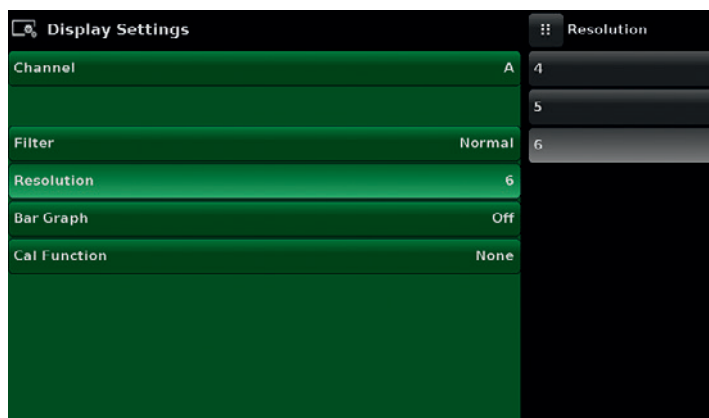 Display Settings
Channel A
Filter Normal
Resolution 6
Bar Graph Off
Cal Function None
Resolution
4
5
6